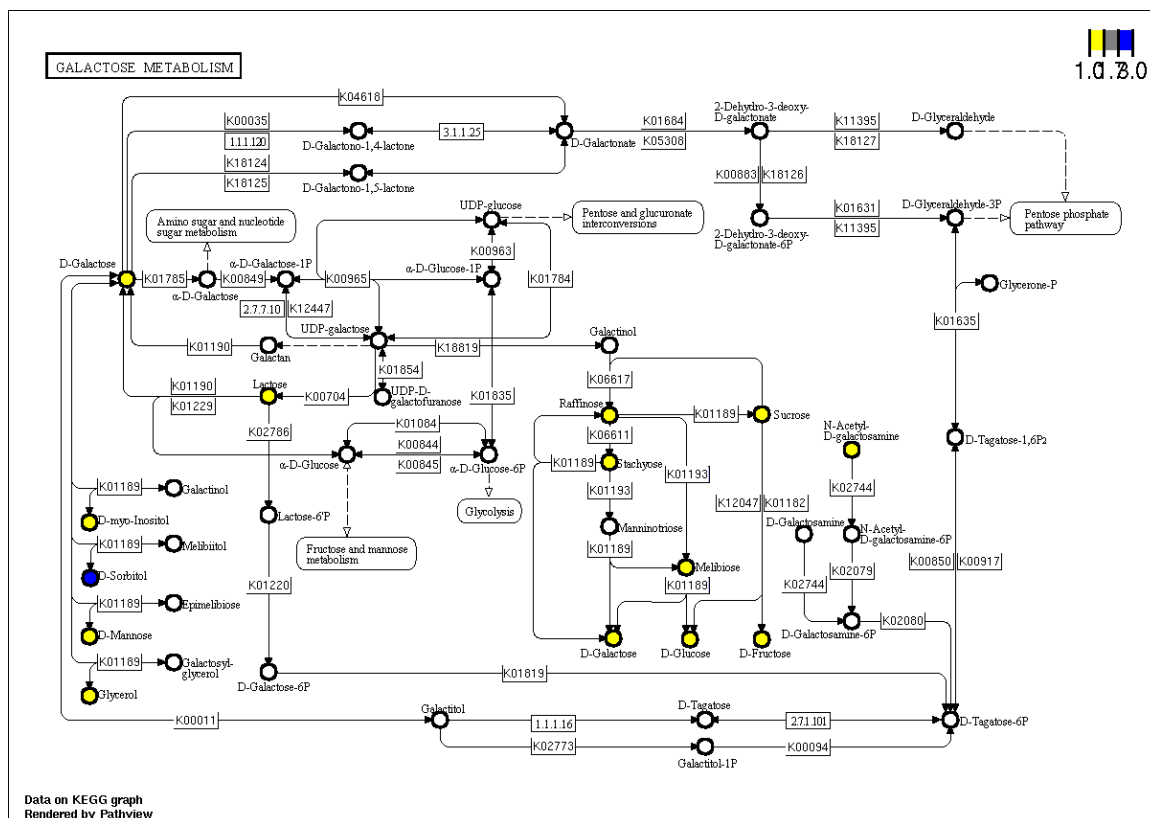 GALACTOSE METABOLISM
K04618
K00035
1.1.1.120
D-Galactono-1,4-lactone
3.1.1.25
D-Galactonate
K01684
K05308
2-Dehydro-3-deoxy-
D-galactonate
K11395
K18127
D-Glyceraldehyde
K18124
K18125
D-Galactono-1,5-lactone
K00883
K18126
Amino sugar and nucleotide
sugar metabolism
UDP-glucose
Pentose and glucuronate
interconversions
2-Dehydro-3-deoxy-
D-galactonate-6P
K01631
K11395
D-Glyceraldehyde-3P
Pentose phosphate
pathway
D-Galactose
K01785
α-D-Galactose
K00849
α-D-Galactose-1P
K00965
α-D-Glucose-1P
K00963
K01784
Glycerone-P
2.7.7.10
K12447
K01635
UDP-galactose
K01190
Galactan
K18819
Galactinol
K01854
UDP-D-
galactofuranose
K01835
K06617
K01190
K01229
Lactose
K00704
Raffinose
K01189
Sucrose
N-Acetyl-
D-galactosamine
K02786
K01084
K00844
K00845
α-D-Glucose
α-D-Glucose-6P
K06611
K01189
Stachyose
K01193
K01193
D-Tagatose-1,6P2
K02744
K01189
Galactinol
D-myo-Inositol
Glycolysis
K12047
K01182
Lactose-6'P
Manninotriose
D-Galactosamine
N-Acetyl-
D-galactosamine-6P
K01189
Melibiitol
D-Sorbitol
Fructose and mannose
metabolism
K01189
Melibiose
K01189
K02744
K02079
K00850
K00917
K01220
K01189
Epimelibiose
D-Mannose
D-Galactose
D-Glucose
D-Fructose
D-Galactosamine-6P
K02080
K01189
Galactosyl-
glycerol
Glycerol
D-Galactose-6P
K01819
K00011
Galactitol
1.1.1.16
D-Tagatose
2.7.1.101
D-Tagatose-6P
K02773
Galactitol-1P
K00094
Data on KEGG graph
Rendered by Pathview